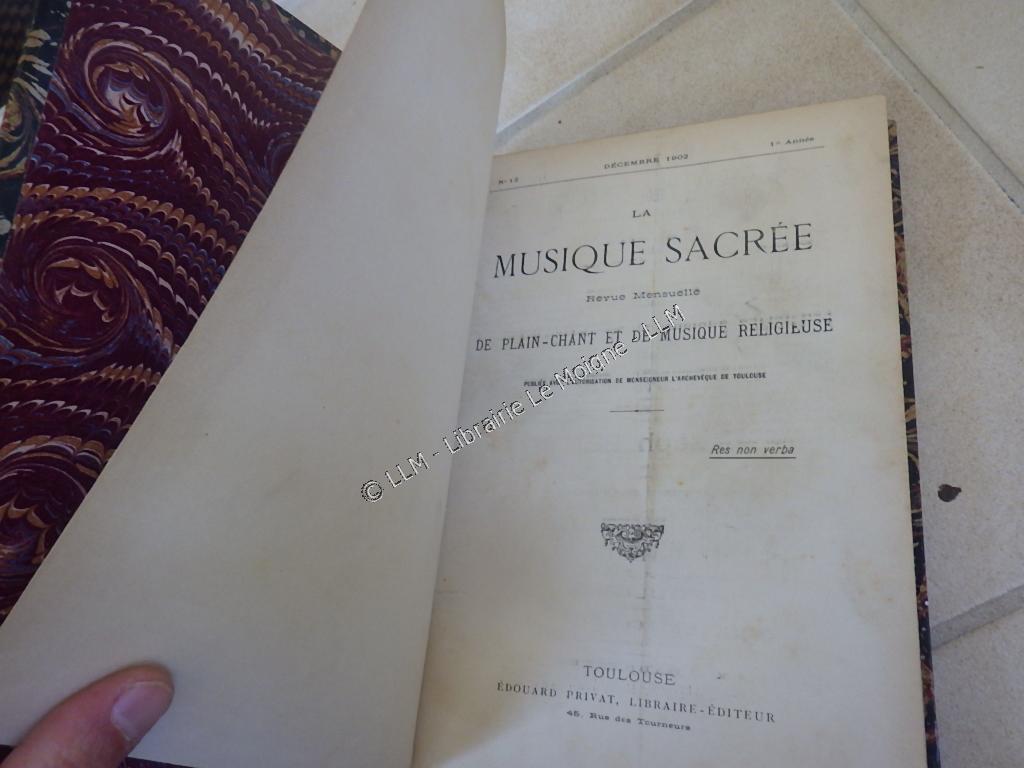 No 12
DÉCEMBRE 1902
1re Année
LA
MUSIQUE SACRÉE
Revue Mensuelle
DE PLAIN-CHANT ET DE MUSIQUE RELIGIEUSE
PUBLIÉE AVEC L'AUTORISATION DE MONSEIGNEUR L'ARCHEVÊQUE DE TOULOUSE
Res non verba
TOULOUSE
ÉDOUARD PRIVAT, LIBRAIRE-ÉDITEUR
45, Rue des Tourneurs
© LLM - Librairie Le Moigne - LLM